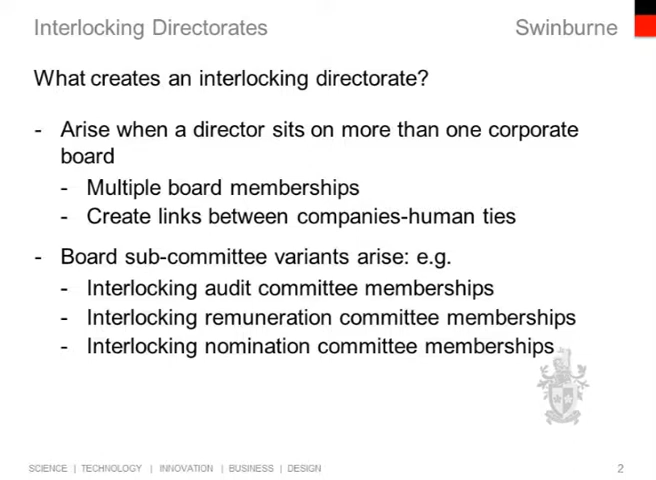 Interlocking Directorates Swinburne
What creates an interlocking directorate?
- Arise when a director sits on more than one corporate
board
- Multiple board memberships
- Create links between companies-human ties
- Board sub-committee variants arise: e.g.
- Interlocking audit committee memberships
- Interlocking remuneration committee memberships
- Interlocking nomination committee memberships
SCIENCE | TECHNOLOGY | INNOVATION | BUSINESS | DESIGN 2